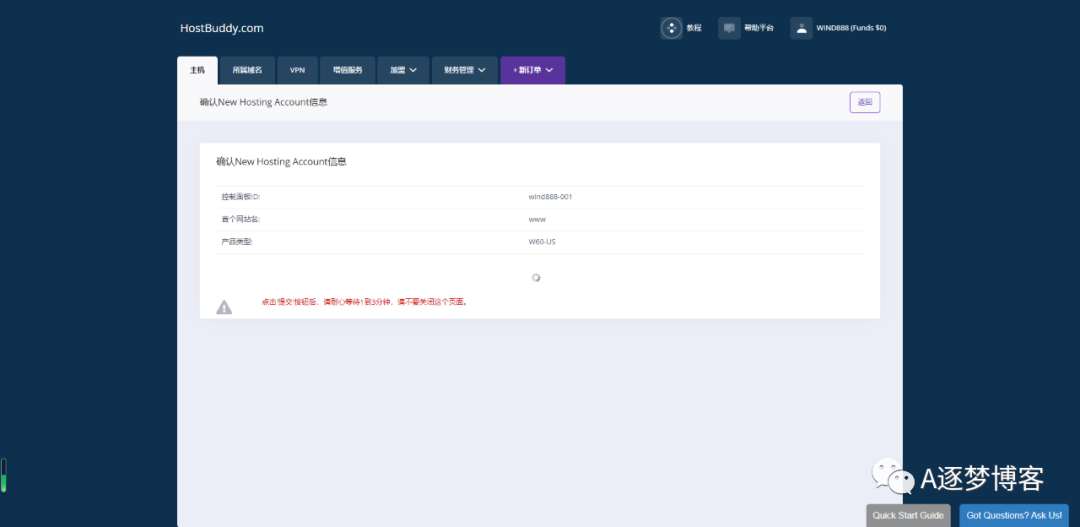 HostBuddy.com
教程
帮助平台
WIND888 (Funds $0)
主机
所属域名
VPN
增值服务
加盟
财务管理
+ 新订单
确认New Hosting Account信息
返回
确认New Hosting Account信息
控制面板ID:
wind888-001
首个网站名:
www
产品类型:
W60-US
点击“提交”按钮后，请耐心等待1到3分钟，请不要关闭这个页面。
A逐梦博客
Quick Start Guide
Got Questions? Ask Us!